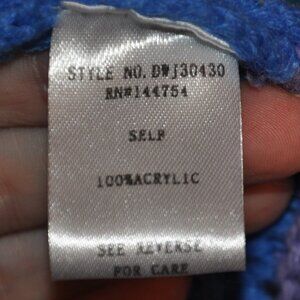 STYLE NO. DWJ30430
RN#144754
SELF
100%ACRYLIC
SEE REVERSE
FOR CARE